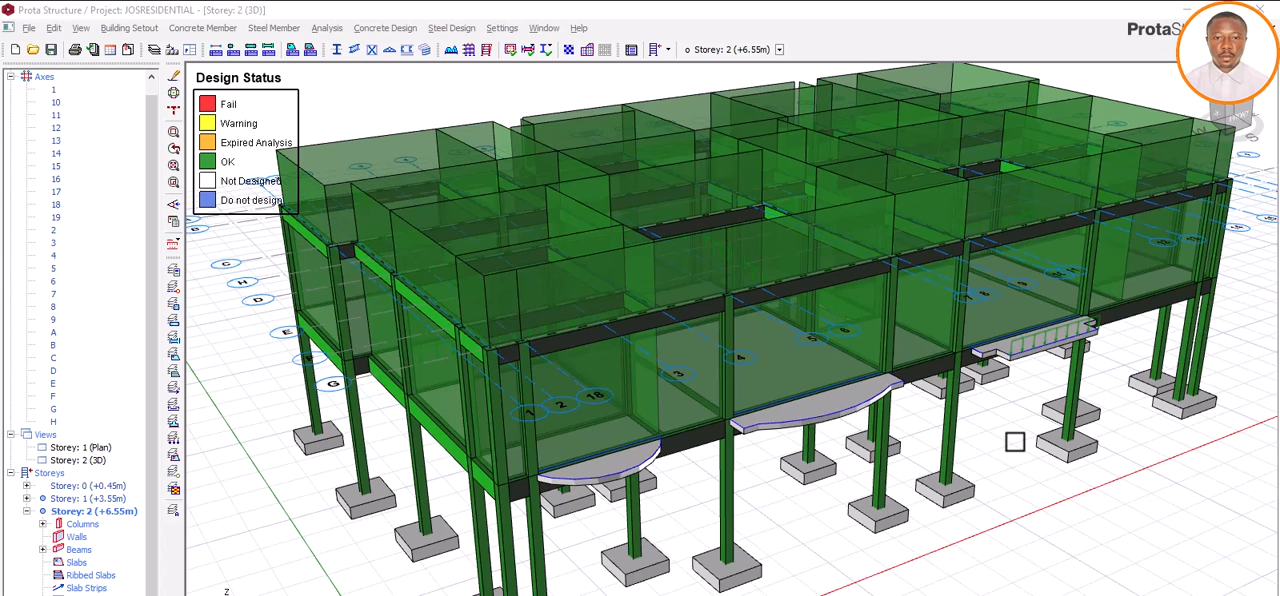 Prota Structure / Project: JOSRESIDENTIAL - [Storey: 2 (3D)]
File Edit View Building Setout Concrete Member Steel Member Analysis Concrete Design Steel Design Settings Window Help
Storey: 2 (+6.55m)
Axes
1
10
11
12
13
14
15
16
17
18
19
2
3
4
5
6
7
8
9
A
B
C
D
E
F
G
H
Views
Storey: 1 (Plan)
Storey: 2 (3D)
Storeys
Storey: 0 (+0.45m)
Storey: 1 (+3.55m)
Storey: 2 (+6.55m)
Columns
Walls
Beams
Slabs
Ribbed Slabs
Slab Strips
Design Status
Fail
Warning
Expired Analysis
OK
Not Designed
Do not design
C
H
D
E
G
1 2 18 3 4 5 6
Z